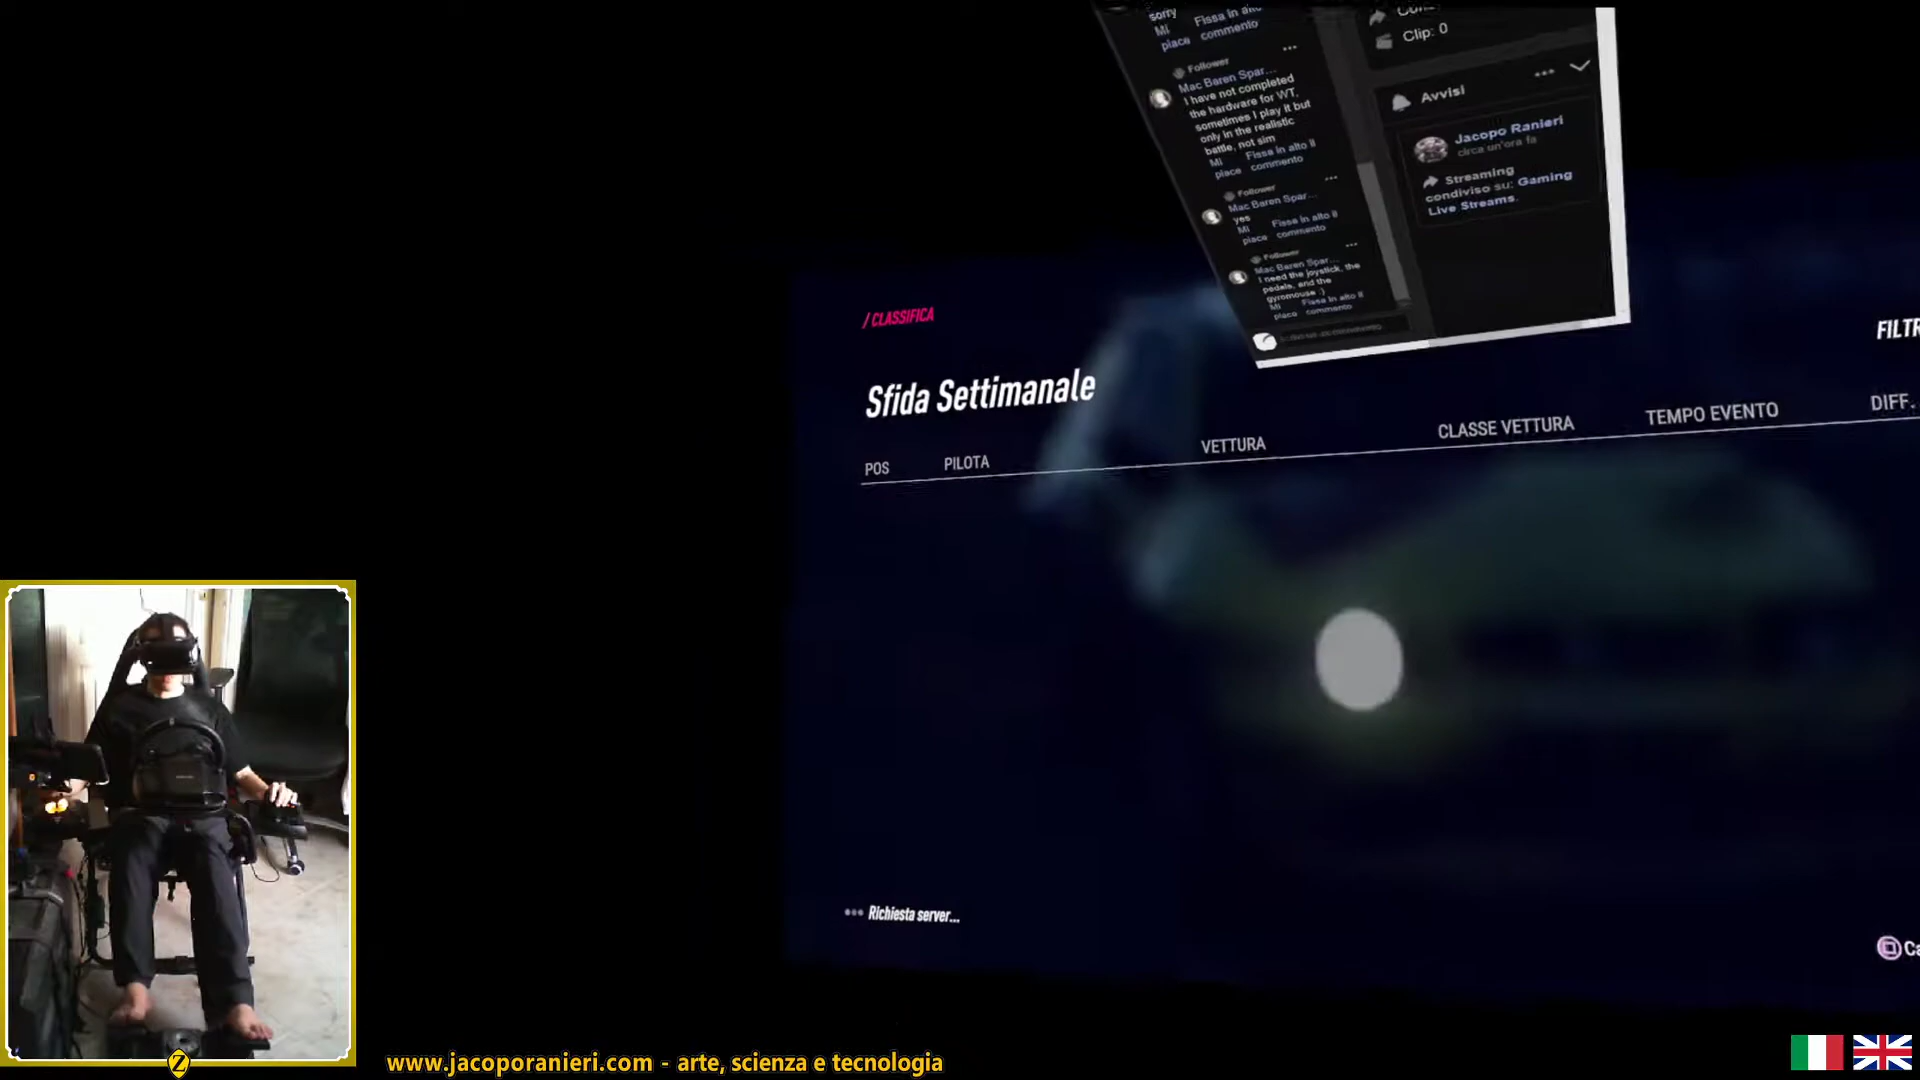 sorry
Mi place
Fissa in alto il commento
Follower
Mac Baren Spar...
I have not completed
the hardware for WT,
sometimes I play it but
only in the realistic
battle, not sim
Mi place
Fissa in alto il commento
Follower
Mac Baren Spar...
yes
Mi place
Fissa in alto il commento
Follower
Mac Baren Spar...
I need the joystick, the
pedals, and the
gyromouse :)
Mi place
Fissa in alto il commento
Clip: 0
Avvisi
Jacopo Ranieri
circa un'ora fa
Streaming
condiviso su: Gaming
Live Streams.
/ CLASSIFICA
FILTR
Sfida Settimanale
POS PILOTA VETTURA CLASSE VETTURA TEMPO EVENTO DIFF.
Richiesta server...
Ca
www.jacoporanieri.com - arte, scienza e tecnologia